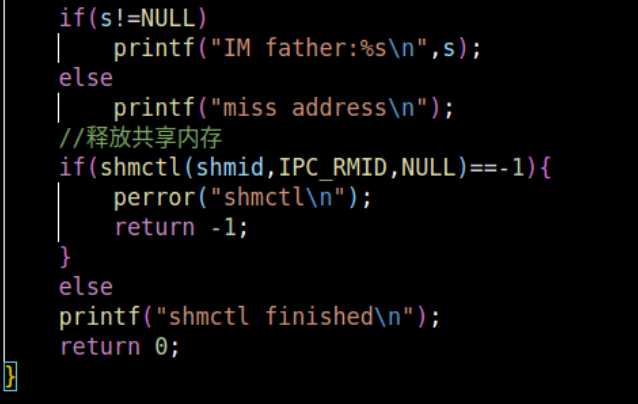 if(s!=NULL)
printf("IM father:%s\n",s);
else
printf("miss address\n");
//释放共享内存
if(shmctl(shmid,IPC_RMID,NULL)==-1){
perror("shmctl\n");
return -1;
}
else
printf("shmctl finished\n");
return 0;
}